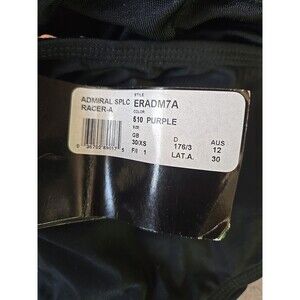 STYLE
ADMIRAL SPLC ERADM7A
RACER-A COLOR
510 PURPLE
SIZE
GB D AUS
30/XS 176/3 12
F/I 1 LAT.A. 30